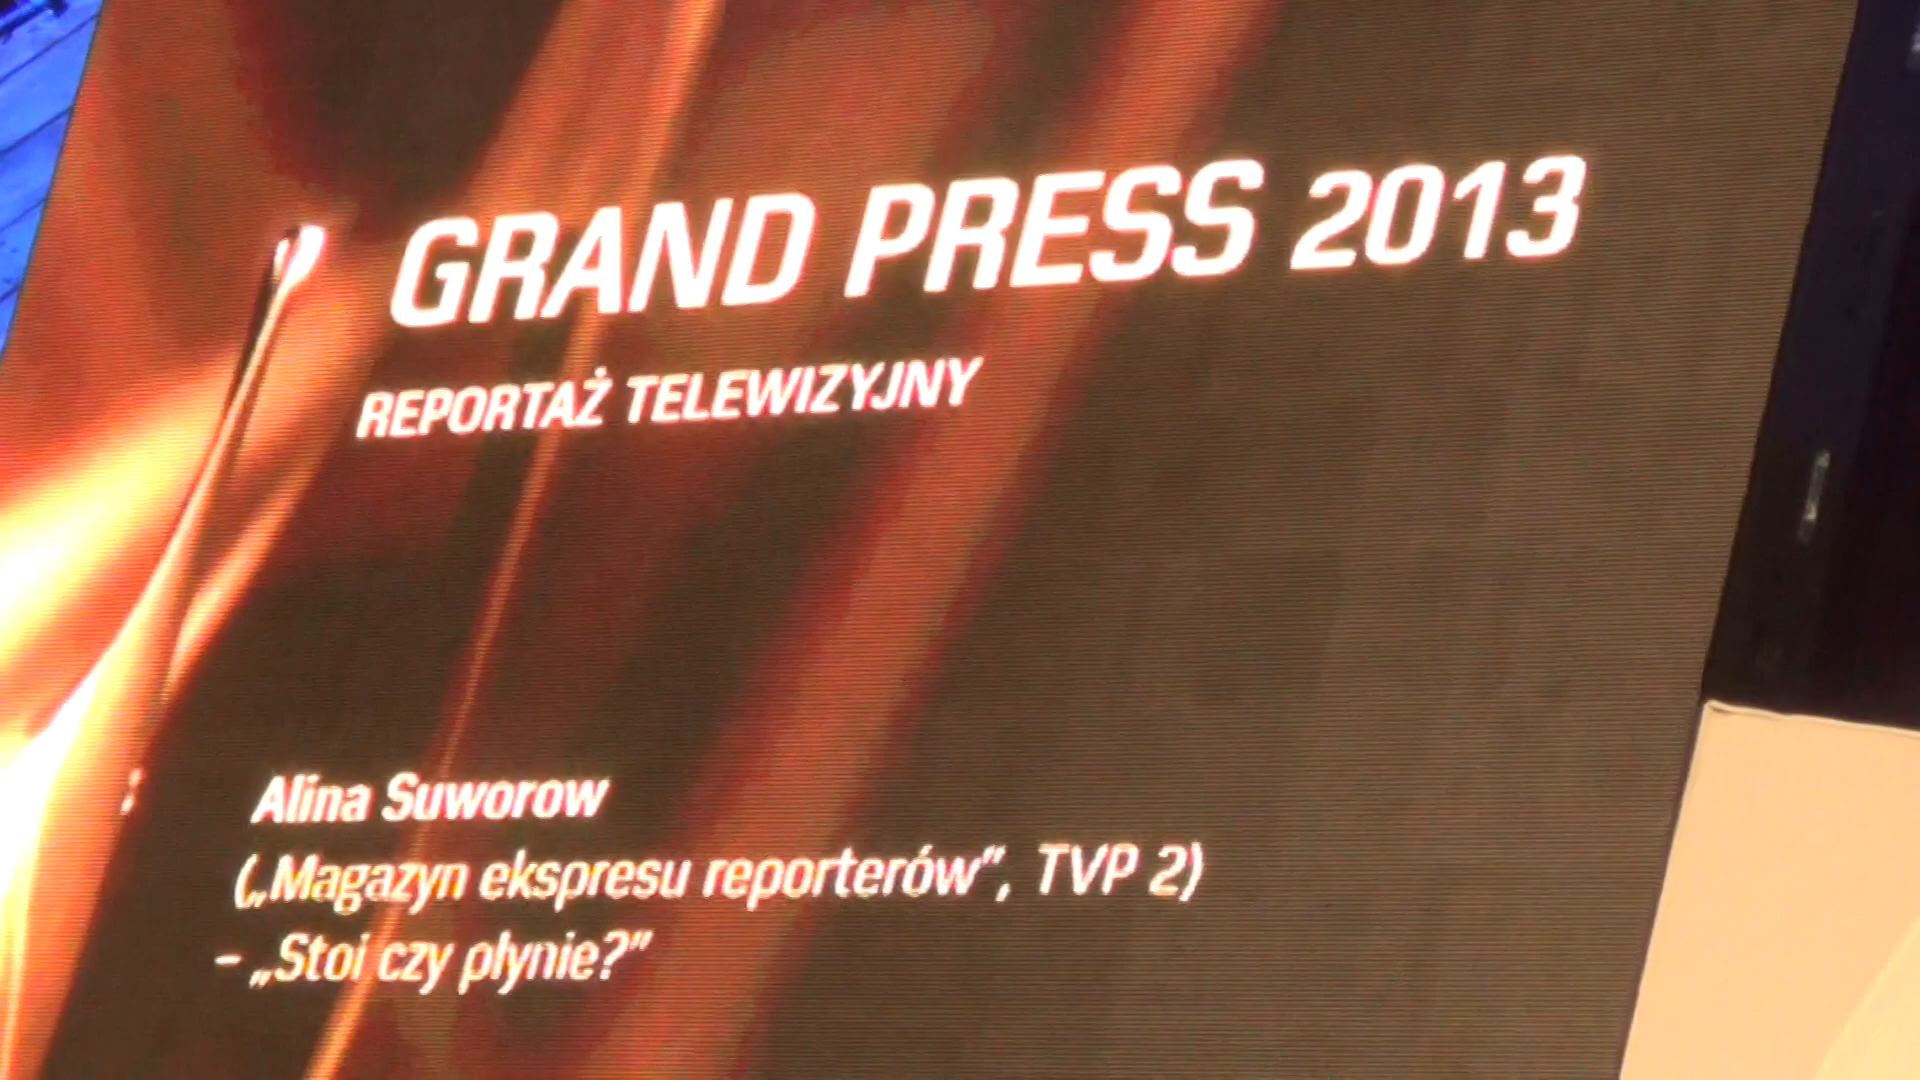 GRAND PRESS 2013
REPORTAŻ TELEWIZYJNY
Alina Suworow
(„Magazyn ekspresu reporterów”, TVP 2)
– „Stoi czy płynie?”